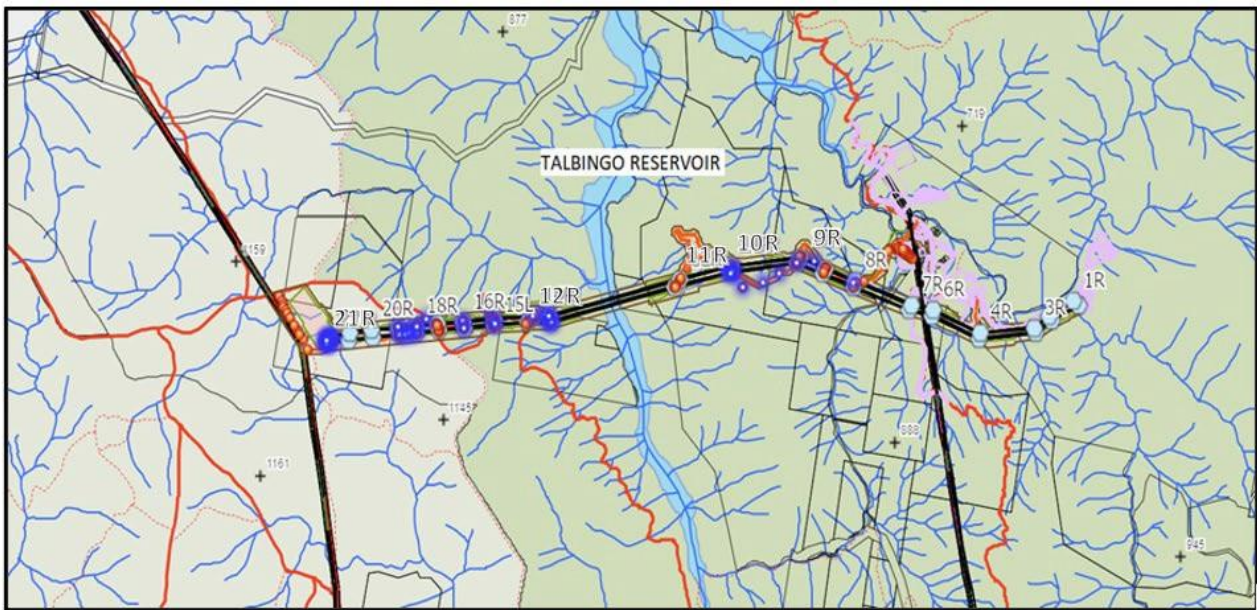 877
719
TALBINGO RESERVOIR
1159
9R
10R
11R
8R
1R
7R
6R
12R
3R
4R
16R
15L
20R
18R
21R
1145
888
1161
945